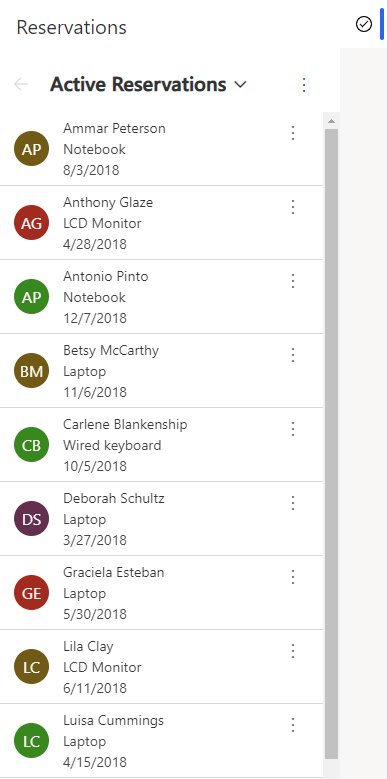 Reservations
Active Reservations
AP
Ammar Peterson
Notebook
8/3/2018
AG
Anthony Glaze
LCD Monitor
4/28/2018
AP
Antonio Pinto
Notebook
12/7/2018
BM
Betsy McCarthy
Laptop
11/6/2018
CB
Carlene Blankenship
Wired keyboard
10/5/2018
DS
Deborah Schultz
Laptop
3/27/2018
GE
Graciela Esteban
Laptop
5/30/2018
LC
Lila Clay
LCD Monitor
6/11/2018
LC
Luisa Cummings
Laptop
4/15/2018